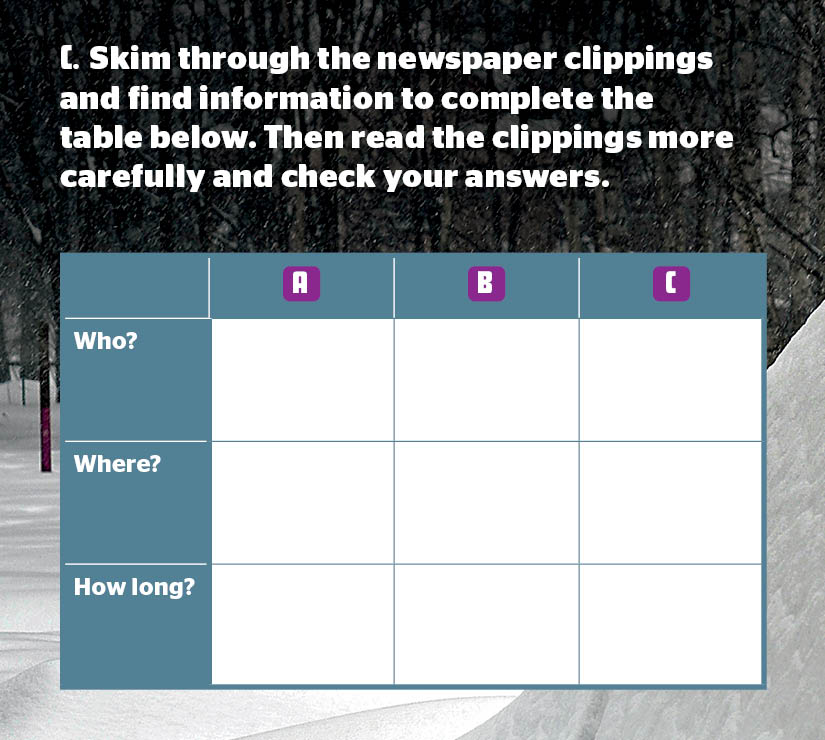 C. Skim through the newspaper clippings
and find information to complete the
table below. Then read the clippings more
carefully and check your answers.
A B C
Who?
Where?
How long?